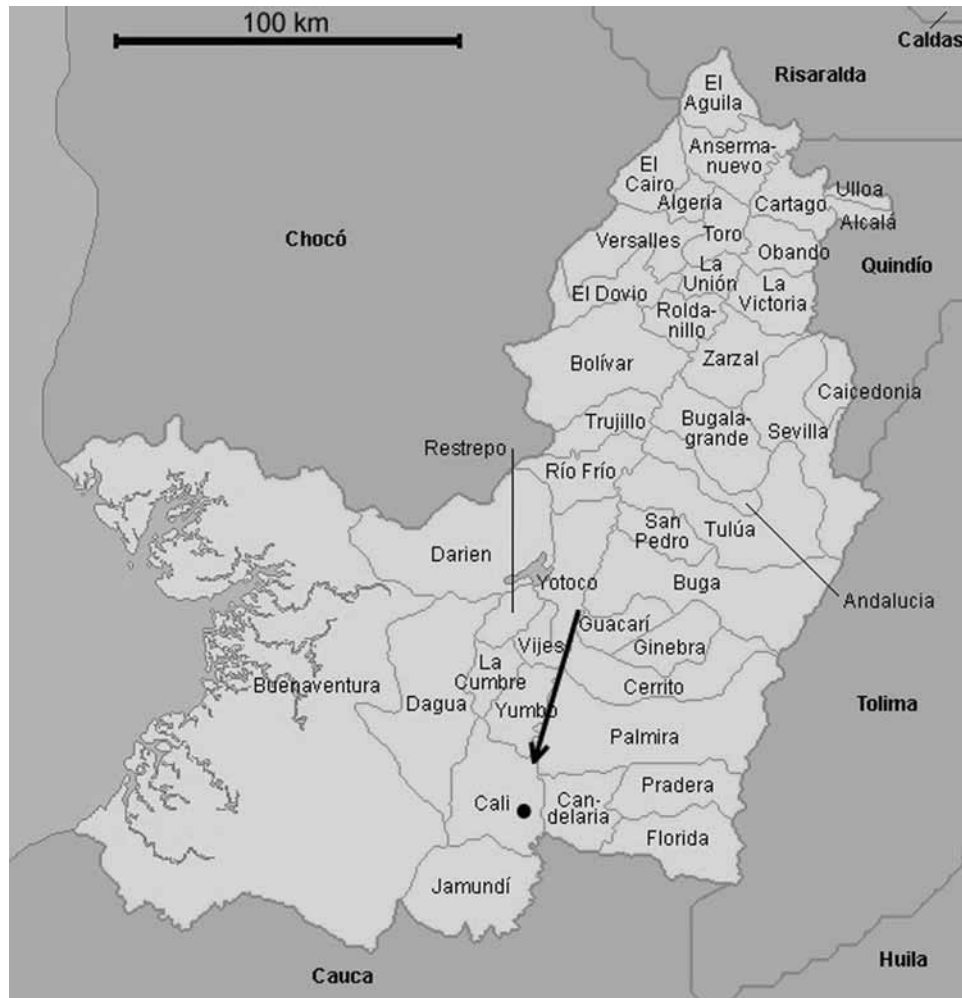 100 km
Caldas
Risaralda
El
Aguila
Anserma-
nuevo
El
Cairo
Algeria
Cartago
Ulloa
Alcalá
Chocó
Versalles
Toro
Obando
Quindío
La
Unión
El Dovio
La
Victoria
Rolda-
nillo
Bolívar
Zarzal
Caicedonia
Trujillo
Bugala-
grande
Sevilla
Restrepo
Río Frío
San
Pedro
Tulúa
Darien
Yotoco
Buga
Andalucia
Guacarí
Ginebra
Vijes
La
Cumbre
Cerrito
Buenaventura
Dagua
Yumbo
Tolima
Palmira
Pradera
Cali
Can-
delaria
Florida
Jamundí
Cauca
Huila